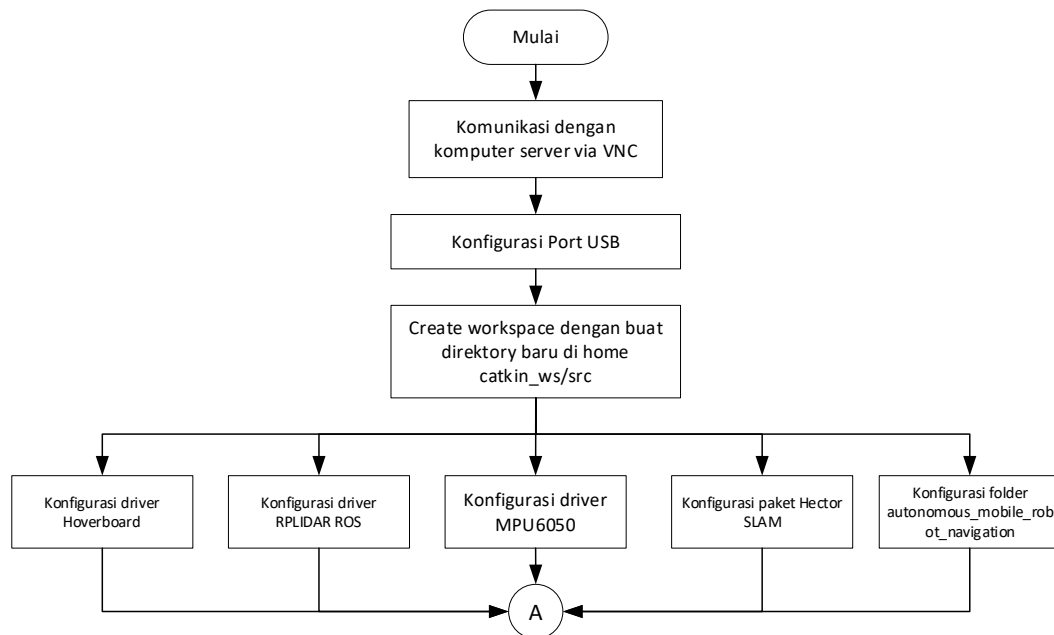 Mulai
Komunikasi dengan
komputer server via VNC
Konfigurasi Port USB
Create workspace dengan buat
direktory baru di home
catkin_ws/src
Konfigurasi driver
Hoverboard
Konfigurasi driver
RPLIDAR ROS
Konfigurasi driver
MPU6050
Konfigurasi paket Hector
SLAM
Konfigurasi folder
autonomous_mobile_rob
ot_navigation
A